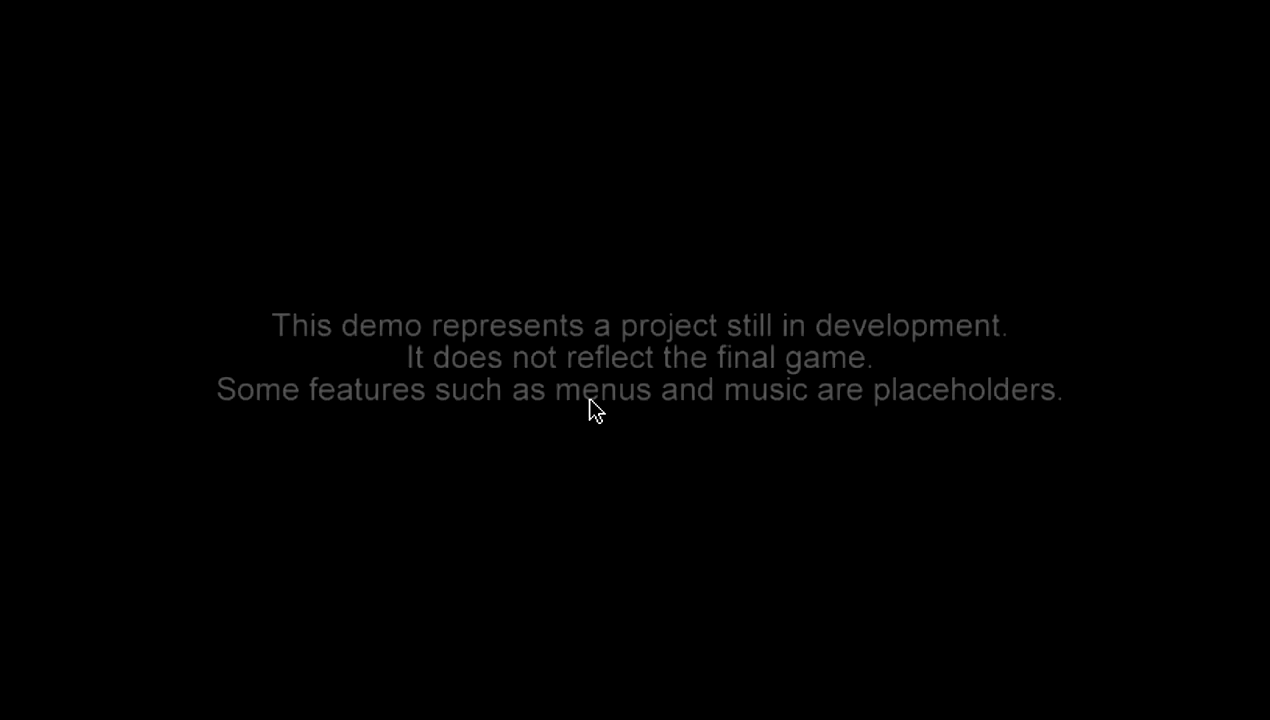 This demo represents a project still in development.
It does not reflect the final game.
Some features such as menus and music are placeholders.